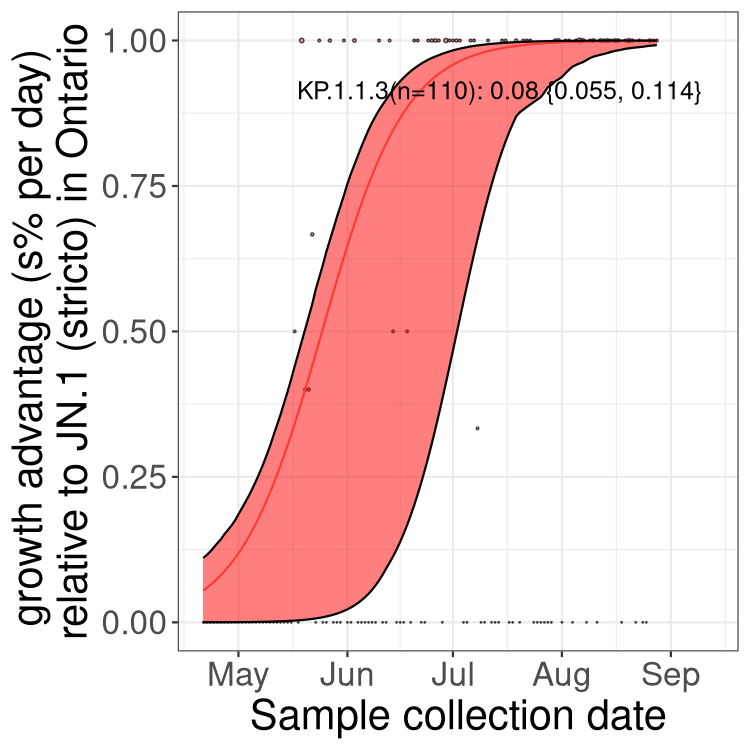 growth advantage (s% per day)
relative to JN.1 (stricto) in Ontario
1.00
0.75
0.50
0.25
0.00
KP.1.1.3(n=110): 0.08 {0.055, 0.114}
May Jun Jul Aug Sep
Sample collection date